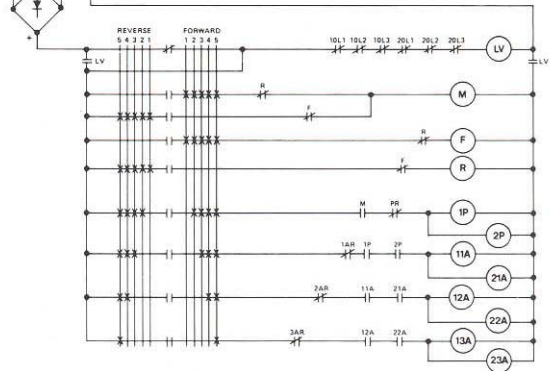 REVERSE FORWARD
5 4 3 2 1 1 2 3 4 5
10L1 10L2 10L3 20L1 20L2 20L3
LV
LV
LV
+
R
M
F
R
F
F
R
M PR
1P
2P
1AR 1P 2P
11A
21A
2AR 11A 21A
12A
22A
3AR 12A 22A
13A
23A